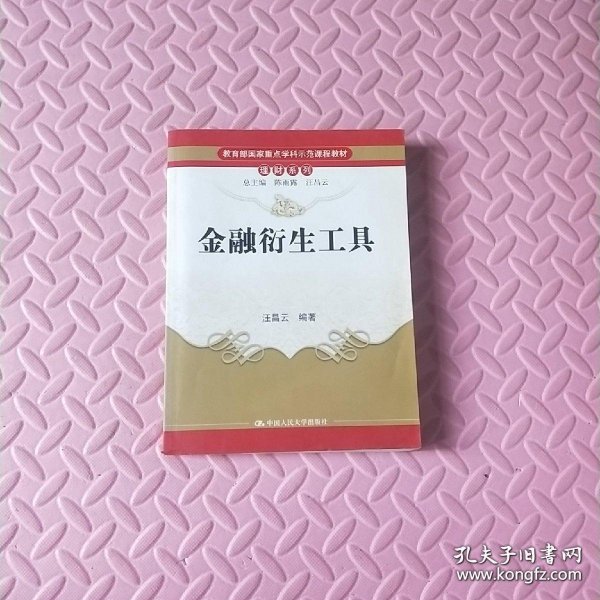 教育部国家重点学科示范课程教材
理财系列
总主编 陈雨露 汪昌云
金融衍生工具
汪昌云 编著
中国人民大学出版社
孔夫子旧书网
www.kongfz.com